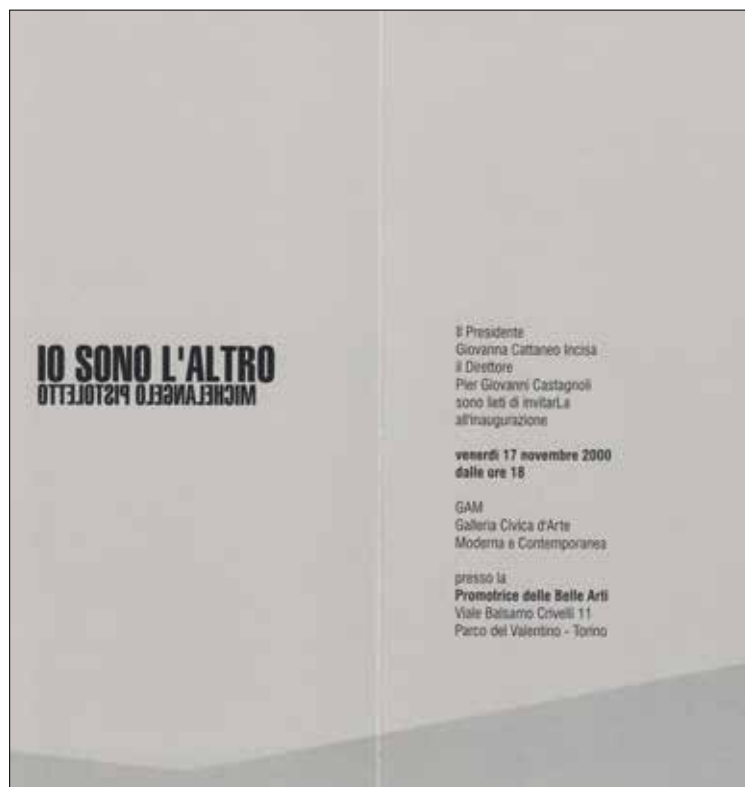 IO SONO L'ALTRO
MICHELANGELO PISTOLETTO
Il Presidente
Giovanna Cattaneo Incisa
il Direttore
Pier Giovanni Castagnoli
sono lieti di invitarLa
all'inaugurazione
venerdì 17 novembre 2000
dalle ore 18
GAM
Galleria Civica d'Arte
Moderna e Contemporanea
presso la
Promotrice delle Belle Arti
Viale Balsamo Crivelli 11
Parco del Valentino - Torino